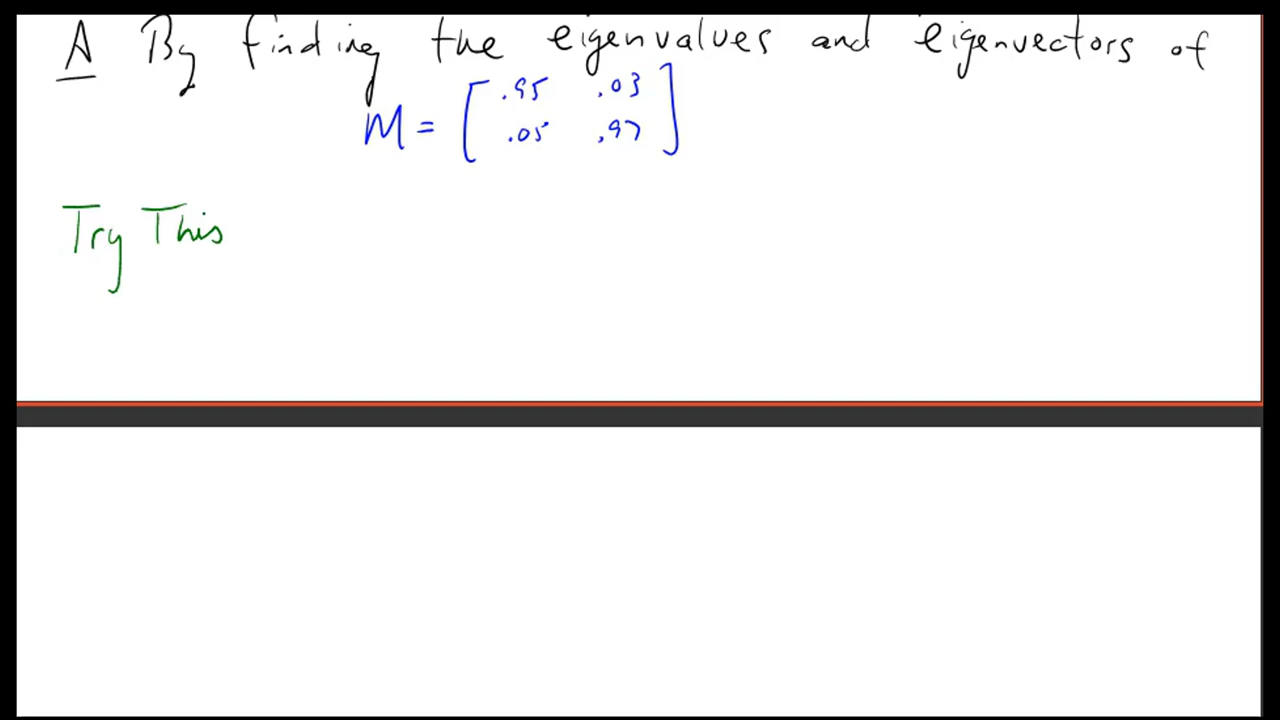 A By finding the eigenvalues and eigenvectors of
M = [ .95 .03
.05 .97 ]
Try This